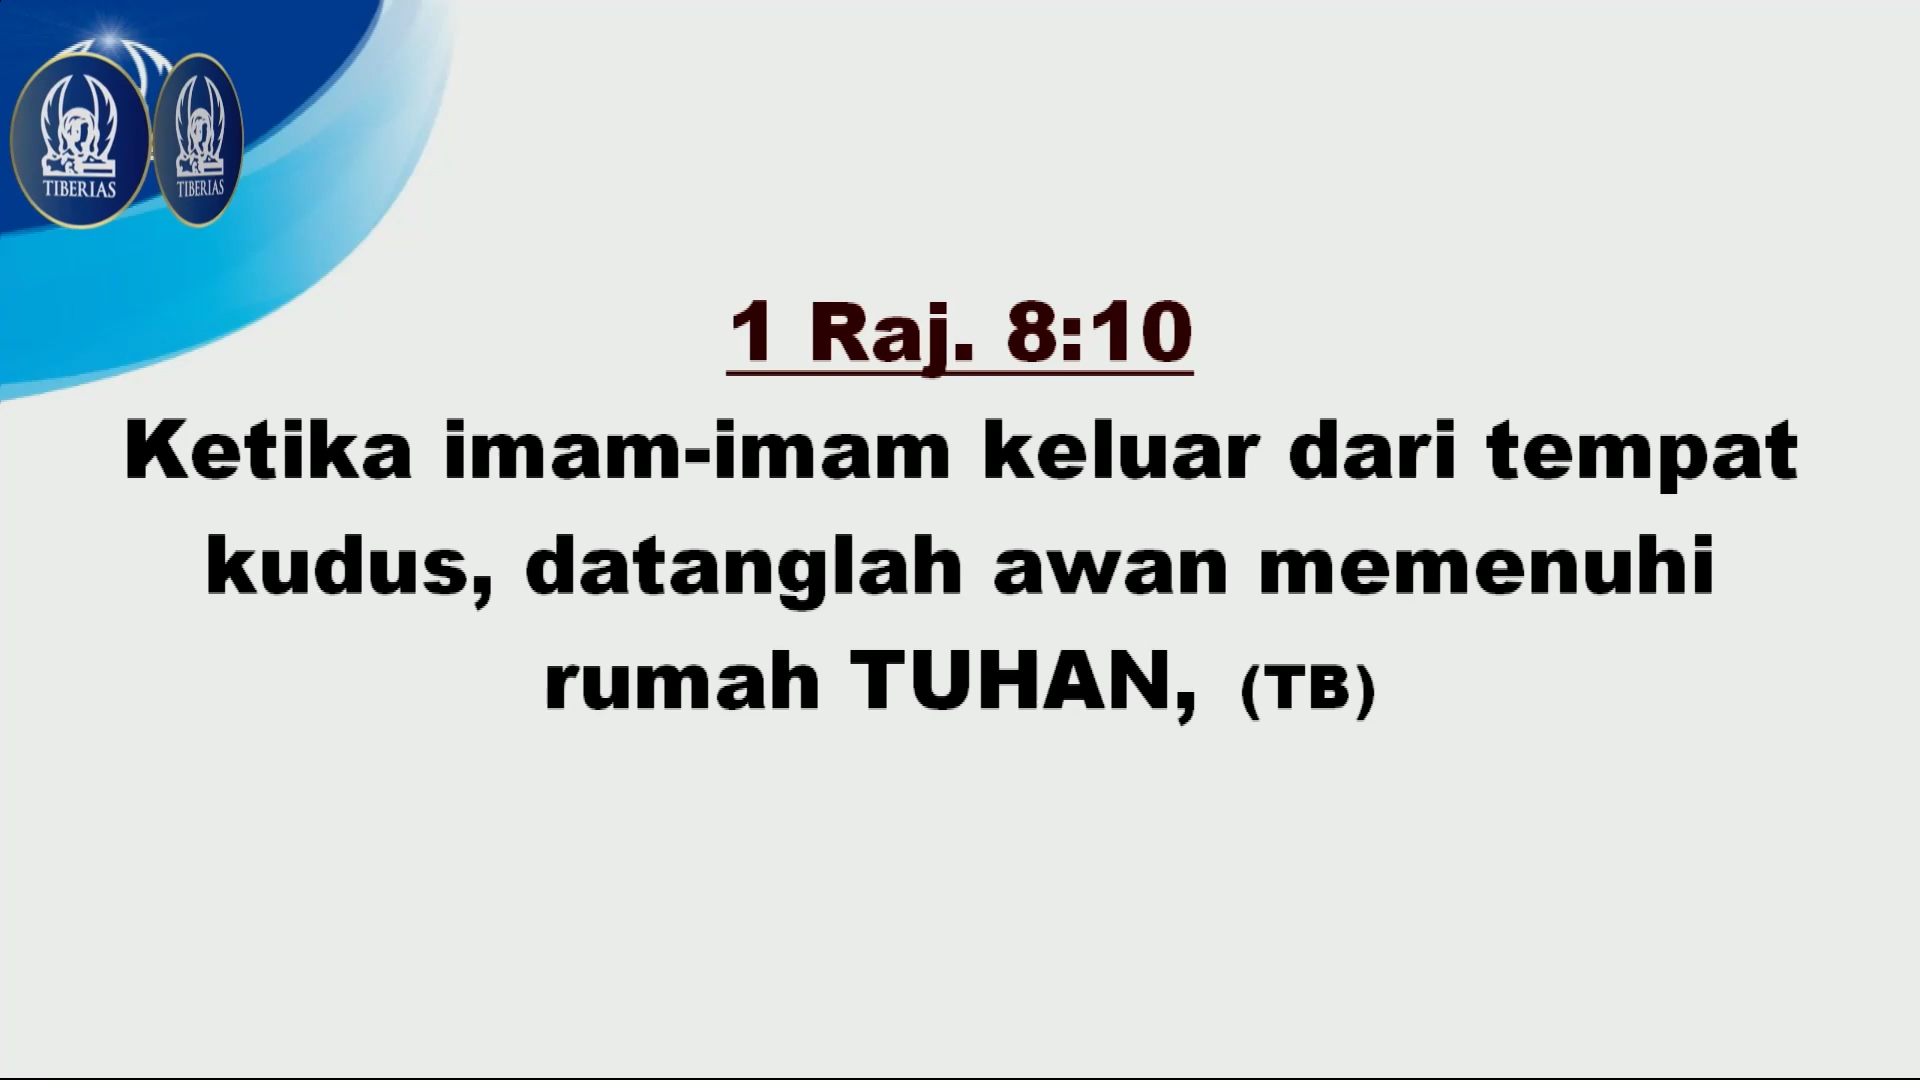 TIBERIAS
TIBERIAS
1 Raj. 8:10
Ketika imam-imam keluar dari tempat
kudus, datanglah awan memenuhi
rumah TUHAN, (TB)